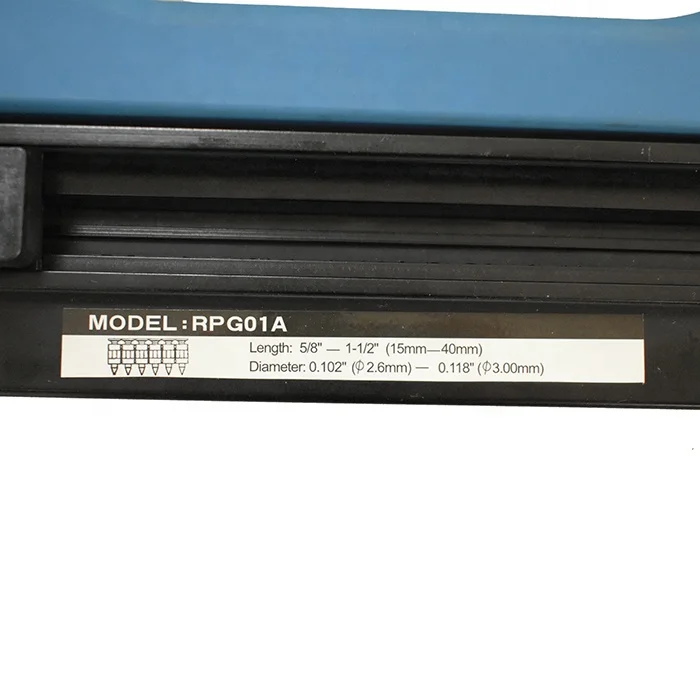 MODEL:RPG01A
Length: 5/8" — 1-1/2" (15mm—40mm)
Diameter: 0.102" (Φ2.6mm) — 0.118" (Φ3.00mm)